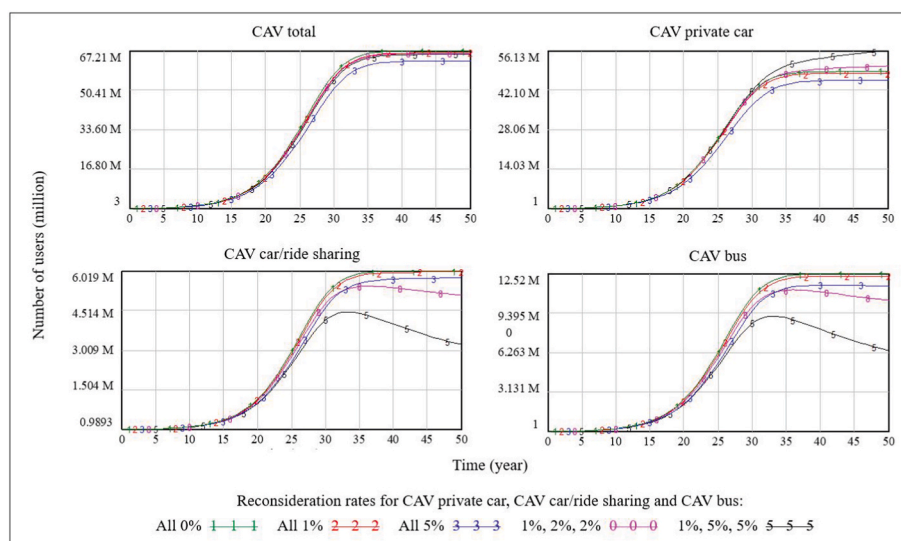 CAV total
67.21 M
50.41 M
33.60 M
16.80 M
3
0 5 10 15 20 25 30 35 40 45 50
CAV private car
56.13 M
42.10 M
28.06 M
14.03 M
1
0 5 10 15 20 25 30 35 40 45 50
Number of users (million)
CAV car/ride sharing
6.019 M
4.514 M
3.009 M
1.504 M
0.9893
0 5 10 15 20 25 30 35 40 45 50
CAV bus
12.52 M
9.395 M
0
6.263 M
3.131 M
1
0 5 10 15 20 25 30 35 40 45 50
Time (year)
Reconsideration rates for CAV private car, CAV car/ride sharing and CAV bus:
All 0% 1 1 1 All 1% 2 2 2 All 5% 3 3 3 1%, 2%, 2% 0 0 0 1%, 5%, 5% 5 5 5